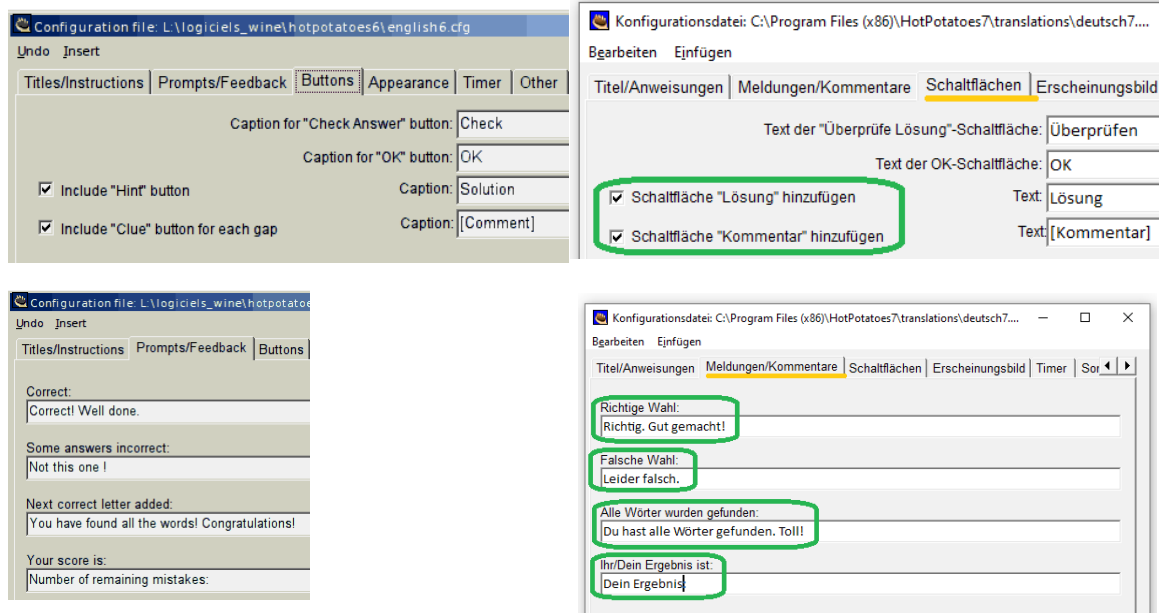 Configuration file: L:\logiciels_wine\hotpotatoes6\english6.cfg
Undo Insert
Titles/Instructions Prompts/Feedback Buttons Appearance Timer Other
Caption for "Check Answer" button: Check
Caption for "OK" button: OK
Include "Hint" button Caption: Solution
Include "Clue" button for each gap Caption: [Comment]
Konfigurationsdatei: C:\Program Files (x86)\HotPotatoes7\translations\deutsch7....
Bearbeiten Einfügen
Titel/Anweisungen Meldungen/Kommentare Schaltflächen Erscheinungsbild
Text der "Überprüfe Lösung"-Schaltfläche: Überprüfen
Text der OK-Schaltfläche: OK
Schaltfläche "Lösung" hinzufügen Text: Lösung
Schaltfläche "Kommentar" hinzufügen Text: [Kommentar]
Configuration file: L:\logiciels_wine\hotpotatoe
Undo Insert
Titles/Instructions Prompts/Feedback Buttons
Correct:
Correct! Well done.
Some answers incorrect:
Not this one !
Next correct letter added:
You have found all the words! Congratulations!
Your score is:
Number of remaining mistakes:
Konfigurationsdatei: C:\Program Files (x86)\HotPotatoes7\translations\deutsch7....
Bearbeiten Einfügen
Titel/Anweisungen Meldungen/Kommentare Schaltflächen Erscheinungsbild Timer Sor
Richtige Wahl:
Richtig. Gut gemacht!
Falsche Wahl:
Leider falsch.
Alle Wörter wurden gefunden:
Du hast alle Wörter gefunden. Toll!
Ihr/Dein Ergebnis ist:
Dein Ergebnis: